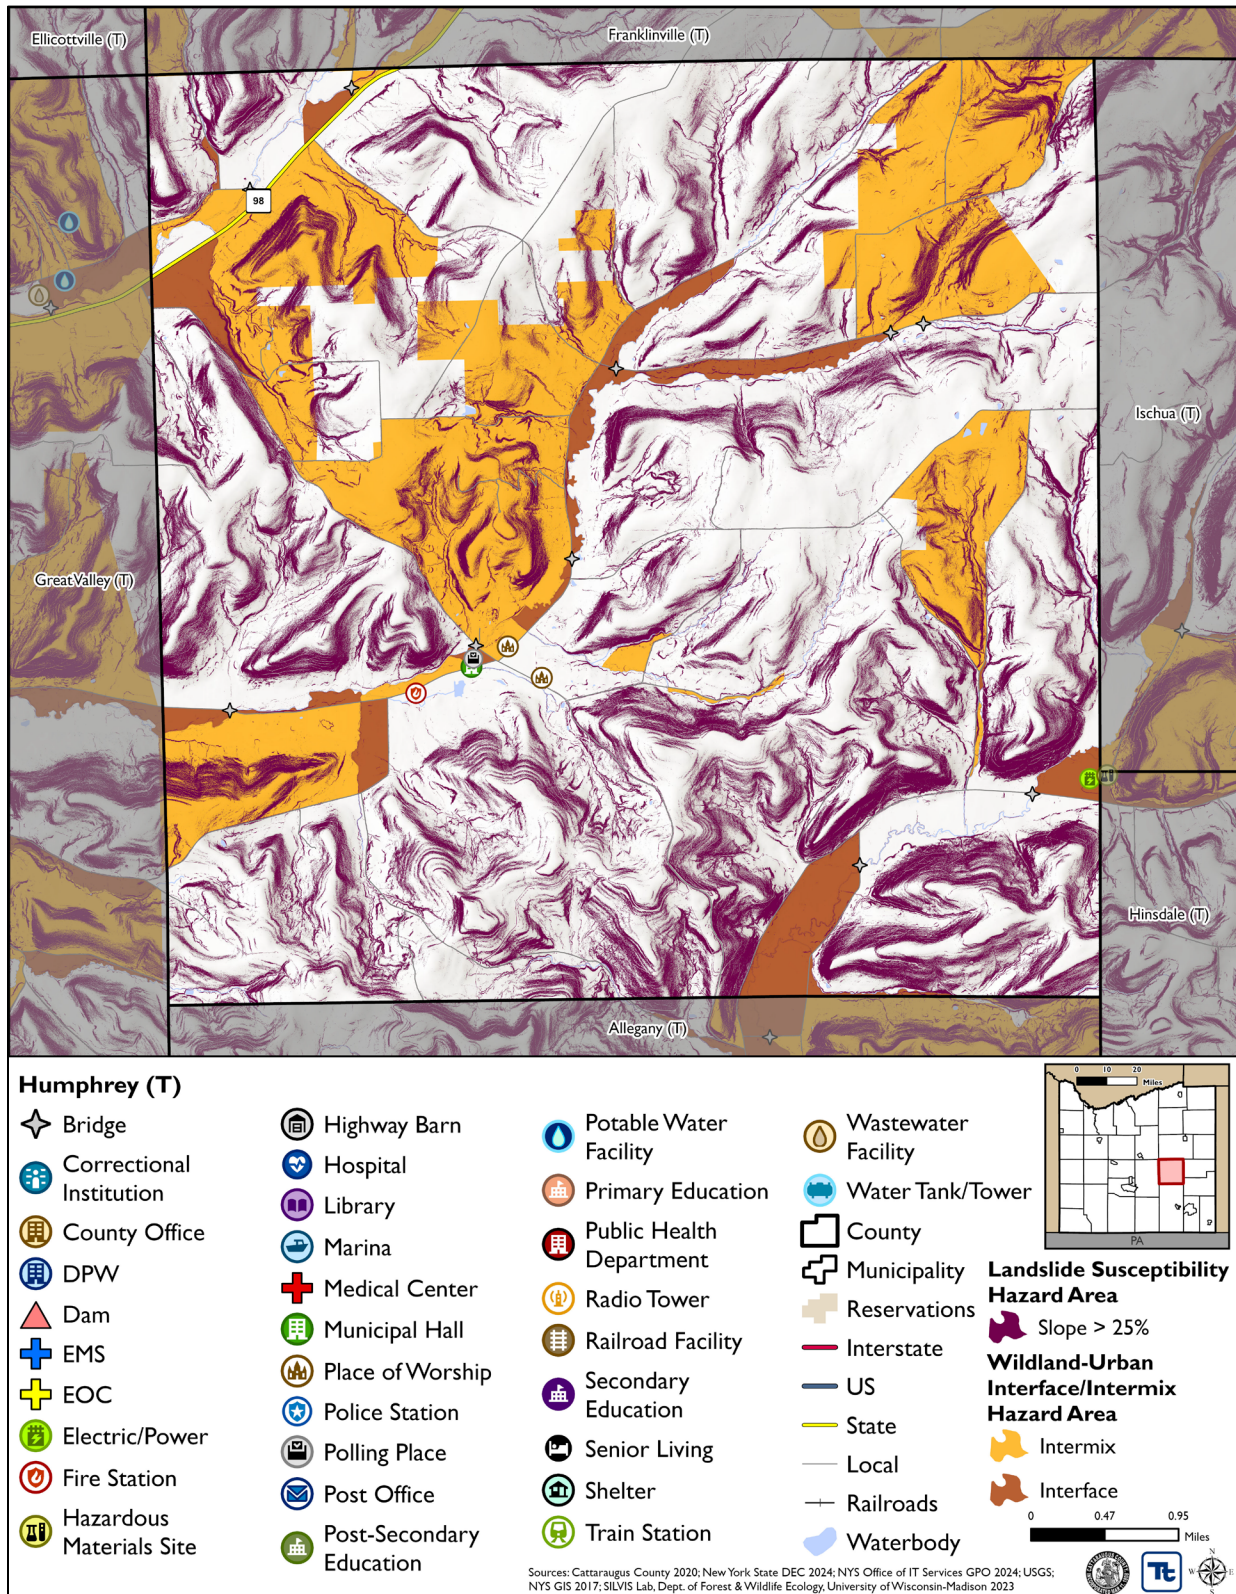 Ellicottville (T)
Franklinville (T)
98
Ischua (T)
Great Valley (T)
Hinsdale (T)
Allegany (T)
Humphrey (T)
Bridge
Correctional
Institution
County Office
DPW
Dam
EMS
EOC
Electric/Power
Fire Station
Hazardous
Materials Site
Highway Barn
Hospital
Library
Marina
Medical Center
Municipal Hall
Place of Worship
Police Station
Polling Place
Post Office
Post-Secondary
Education
Potable Water
Facility
Primary Education
Public Health
Department
Radio Tower
Railroad Facility
Secondary
Education
Senior Living
Shelter
Train Station
Wastewater
Facility
Water Tank/Tower
County
Municipality
Reservations
Interstate
US
State
Local
Railroads
Waterbody
0 10 20
Miles
PA
Landslide Susceptibility
Hazard Area
Slope > 25%
Wildland-Urban
Interface/Intermix
Hazard Area
Intermix
Interface
0 0.47 0.95
Miles
Sources: Cattaraugus County 2020; New York State DEC 2024; NYS Office of IT Services GPO 2024; USGS;
NYS GIS 2017; SILVIS Lab, Dept. of Forest & Wildlife Ecology, University of Wisconsin-Madison 2023
Tt
N
W E
S